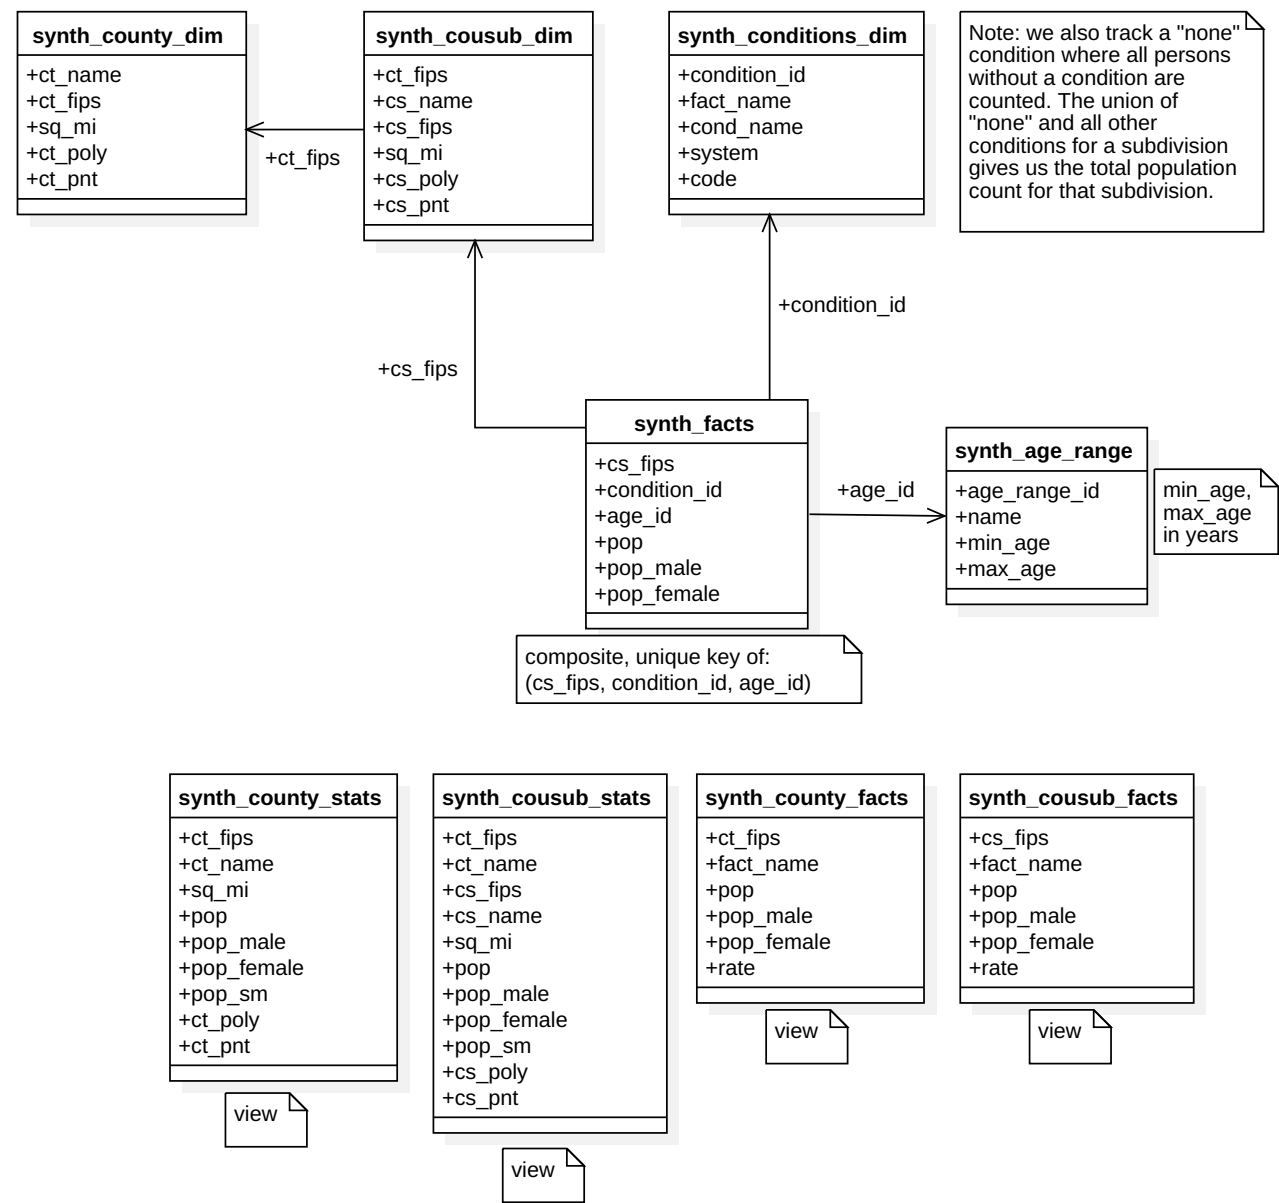 synth_county_dim
+ct_name
+ct_fips
+sq_mi
+ct_poly
+ct_pnt
+ct_fips
synth_cousub_dim
+ct_fips
+cs_name
+cs_fips
+sq_mi
+cs_poly
+cs_pnt
synth_conditions_dim
+condition_id
+fact_name
+cond_name
+system
+code
Note: we also track a "none"
condition where all persons
without a condition are
counted. The union of
"none" and all other
conditions for a subdivision
gives us the total population
count for that subdivision.
+condition_id
+cs_fips
synth_facts
+cs_fips
+condition_id
+age_id
+pop
+pop_male
+pop_female
+age_id
synth_age_range
+age_range_id
+name
+min_age
+max_age
min_age,
max_age
in years
composite, unique key of:
(cs_fips, condition_id, age_id)
synth_county_stats
+ct_fips
+ct_name
+sq_mi
+pop
+pop_male
+pop_female
+pop_sm
+ct_poly
+ct_pnt
view
synth_cousub_stats
+ct_fips
+ct_name
+cs_fips
+cs_name
+sq_mi
+pop
+pop_male
+pop_female
+pop_sm
+cs_poly
+cs_pnt
view
synth_county_facts
+ct_fips
+fact_name
+pop
+pop_male
+pop_female
+rate
view
synth_cousub_facts
+cs_fips
+fact_name
+pop
+pop_male
+pop_female
+rate
view